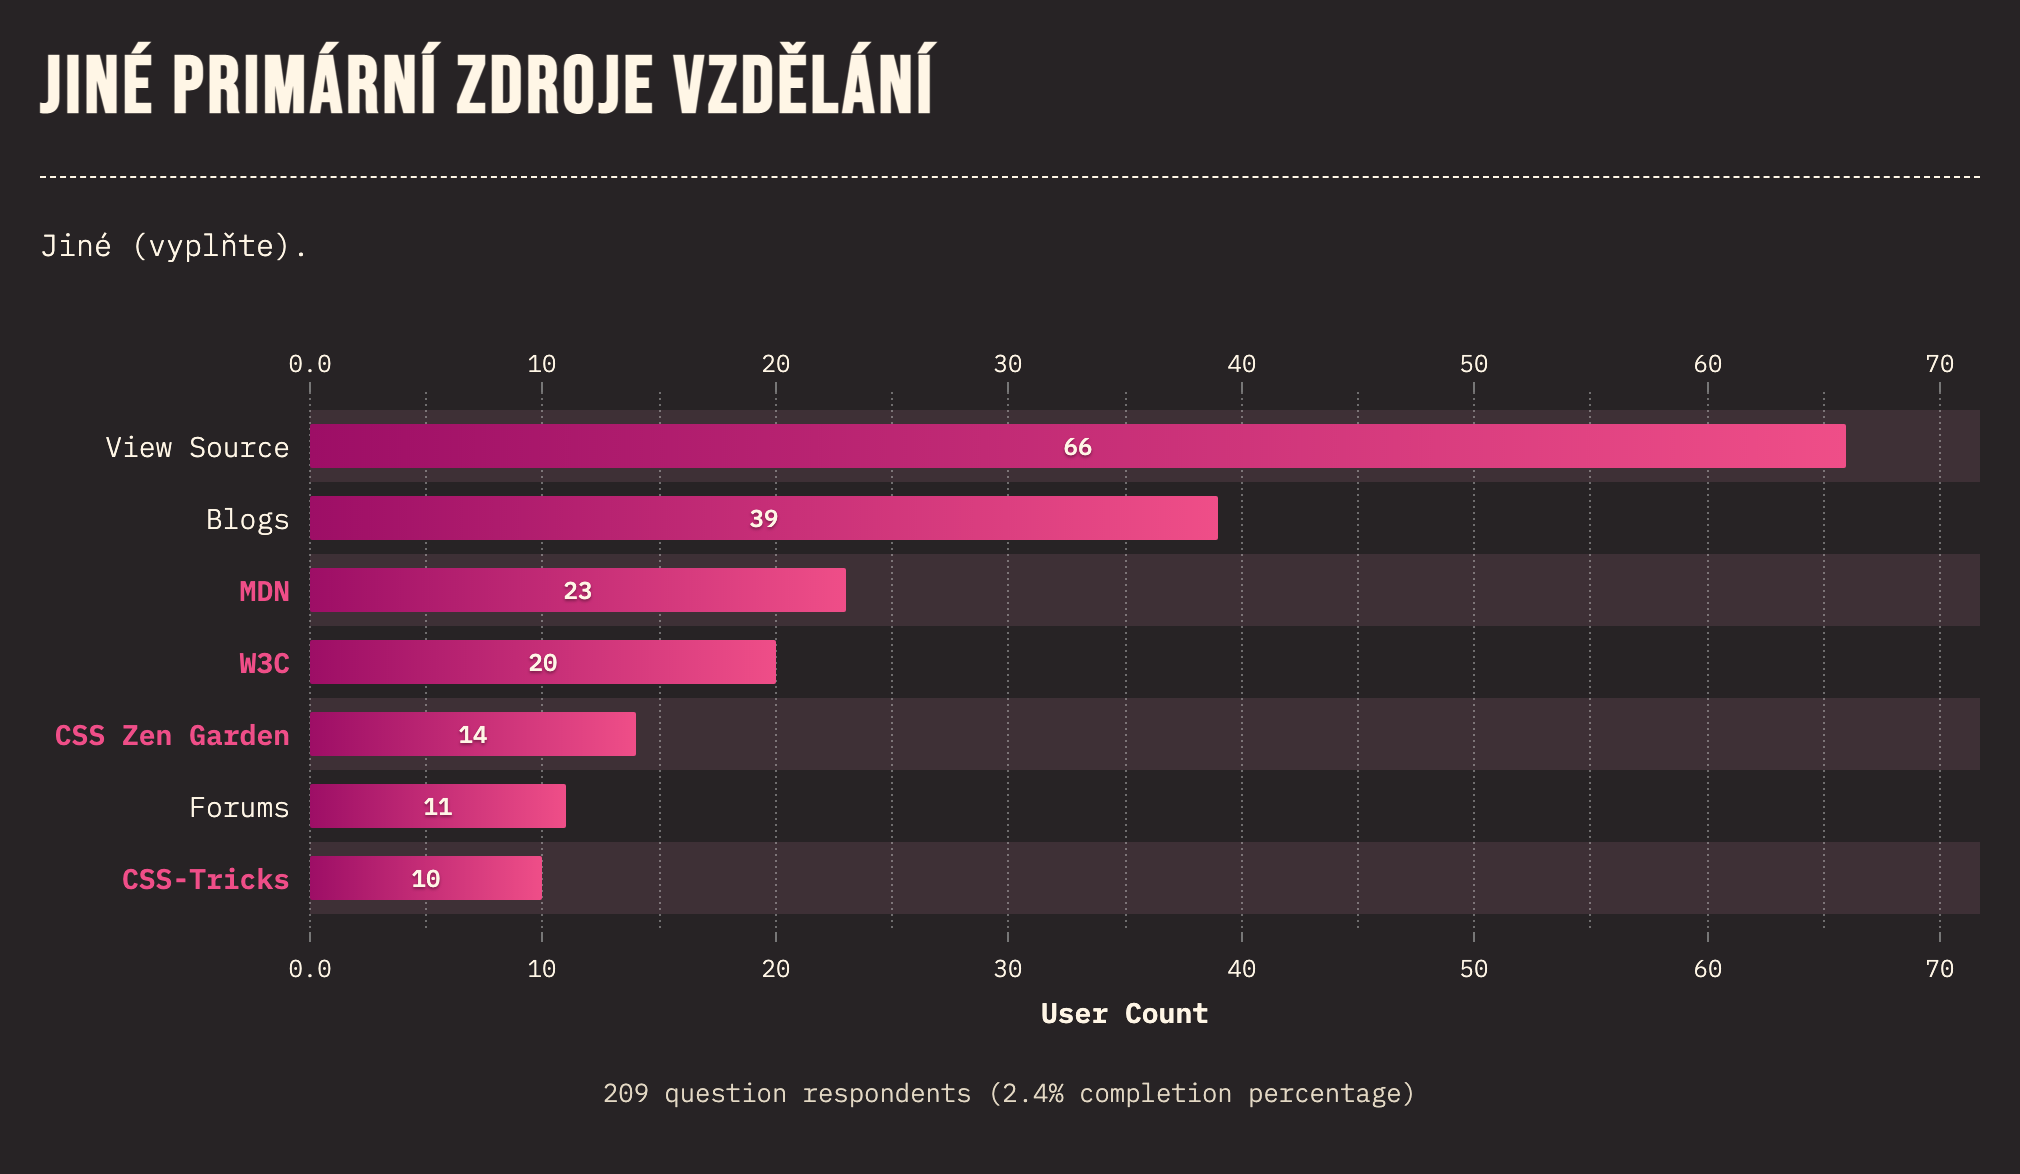 JINÉ PRIMÁRNÍ ZDROJE VZDĚLÁNÍ
Jiné (vyplňte).
0.0 10 20 30 40 50 60 70
View Source 66
Blogs 39
MDN 23
W3C 20
CSS Zen Garden 14
Forums 11
CSS-Tricks 10
0.0 10 20 30 40 50 60 70
User Count
209 question respondents (2.4% completion percentage)